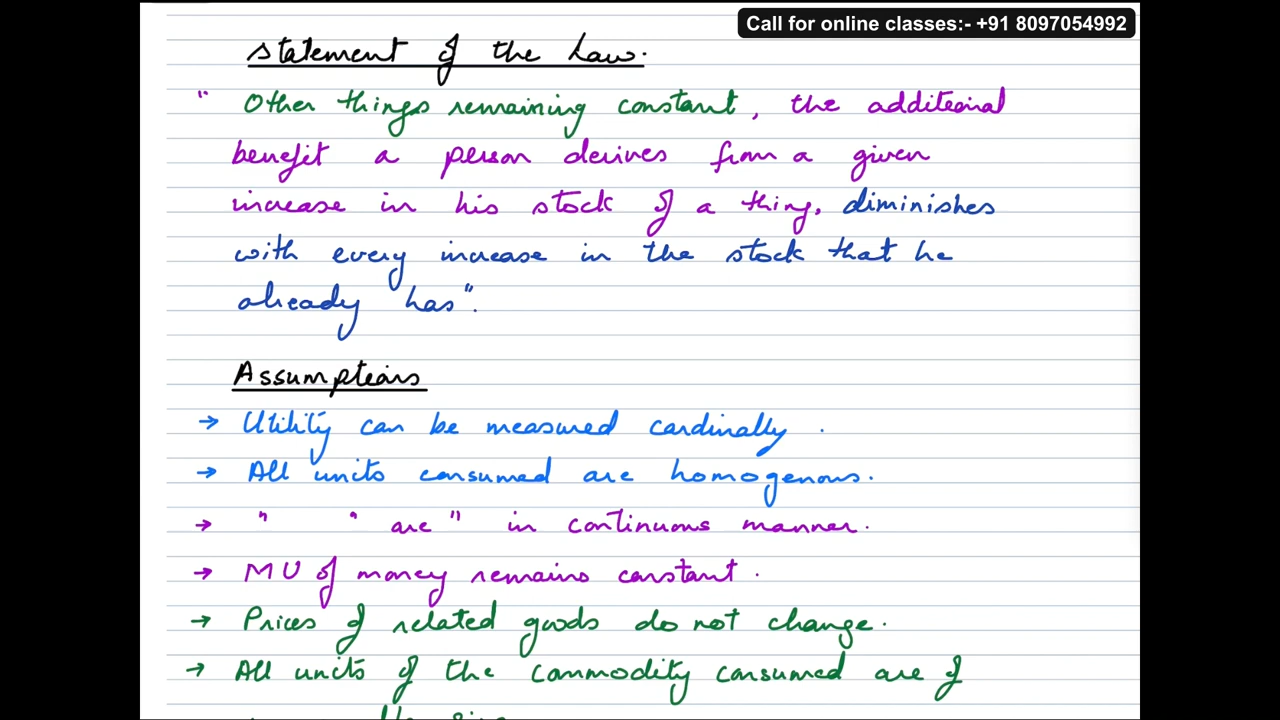 Call for online classes:- +91 8097054992
Statement of the Law.
" Other things remaining constant, the additional
benefit a person derives from a given
increase in his stock of a thing, diminishes
with every increase in the stock that he
already has".
Assumptions
→ Utility can be measured cardinally.
→ All units consumed are homogenous.
→ " " are " in continuous manner.
→ MU of money remains constant.
→ Prices of related goods do not change.
→ All units of the commodity consumed are of